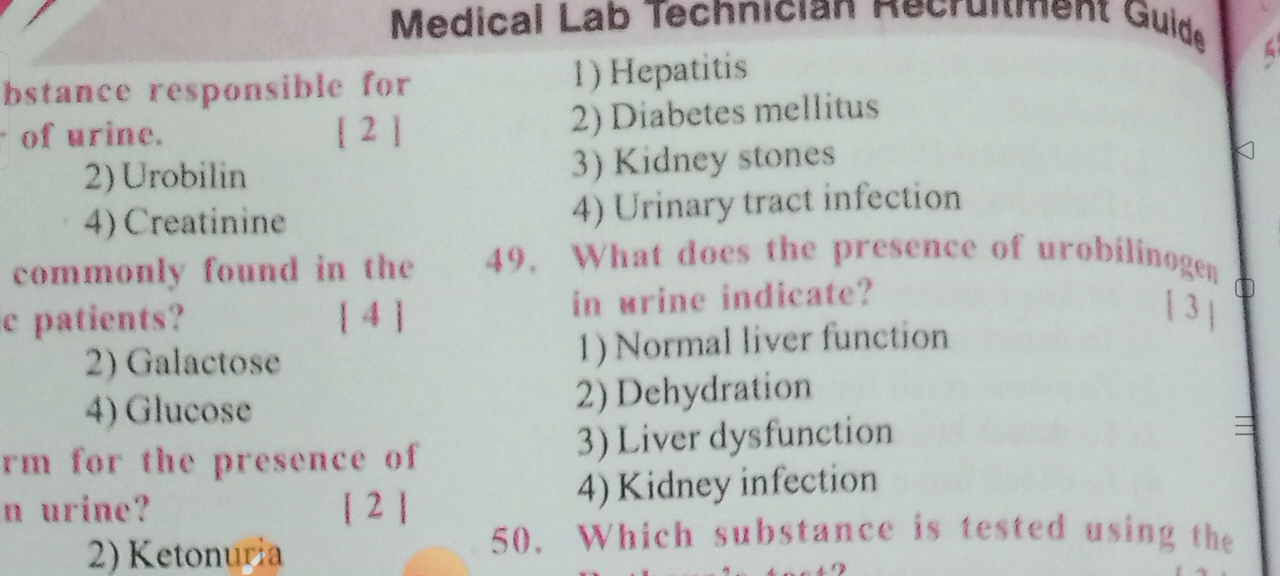 Medical Lab Technician Recruitment Guide
bstance responsible for
of urine. [ 2 ]
2) Urobilin
4) Creatinine
commonly found in the
c patients? [ 4 ]
2) Galactose
4) Glucose
rm for the presence of
n urine? [ 2 ]
2) Ketonuria
1) Hepatitis
2) Diabetes mellitus
3) Kidney stones
4) Urinary tract infection
49. What does the presence of urobilinogen
in urine indicate? [ 3 ]
1) Normal liver function
2) Dehydration
3) Liver dysfunction
4) Kidney infection
50. Which substance is tested using the
test?